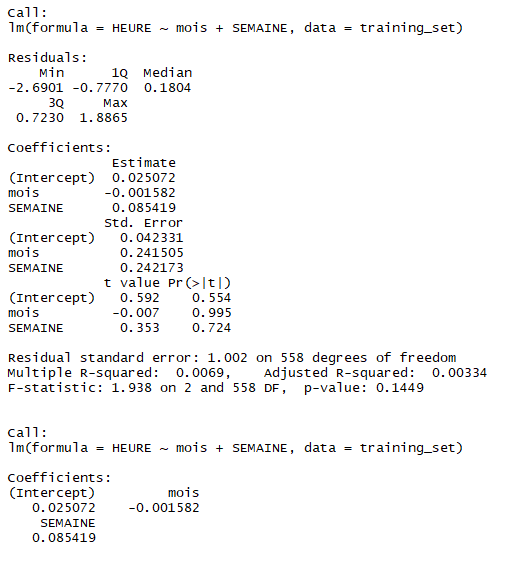 Call:
lm(formula = HEURE ~ mois + SEMAINE, data = training_set)
Residuals:
Min 1Q Median
-2.6901 -0.7770 0.1804
3Q Max
0.7230 1.8865
Coefficients:
Estimate
(Intercept) 0.025072
mois -0.001582
SEMAINE 0.085419
Std. Error
(Intercept) 0.042331
mois 0.241505
SEMAINE 0.242173
t value Pr(>|t|)
(Intercept) 0.592 0.554
mois -0.007 0.995
SEMAINE 0.353 0.724
Residual standard error: 1.002 on 558 degrees of freedom
Multiple R-squared: 0.0069, Adjusted R-squared: 0.00334
F-statistic: 1.938 on 2 and 558 DF, p-value: 0.1449
Call:
lm(formula = HEURE ~ mois + SEMAINE, data = training_set)
Coefficients:
(Intercept) mois
0.025072 -0.001582
SEMAINE
0.085419